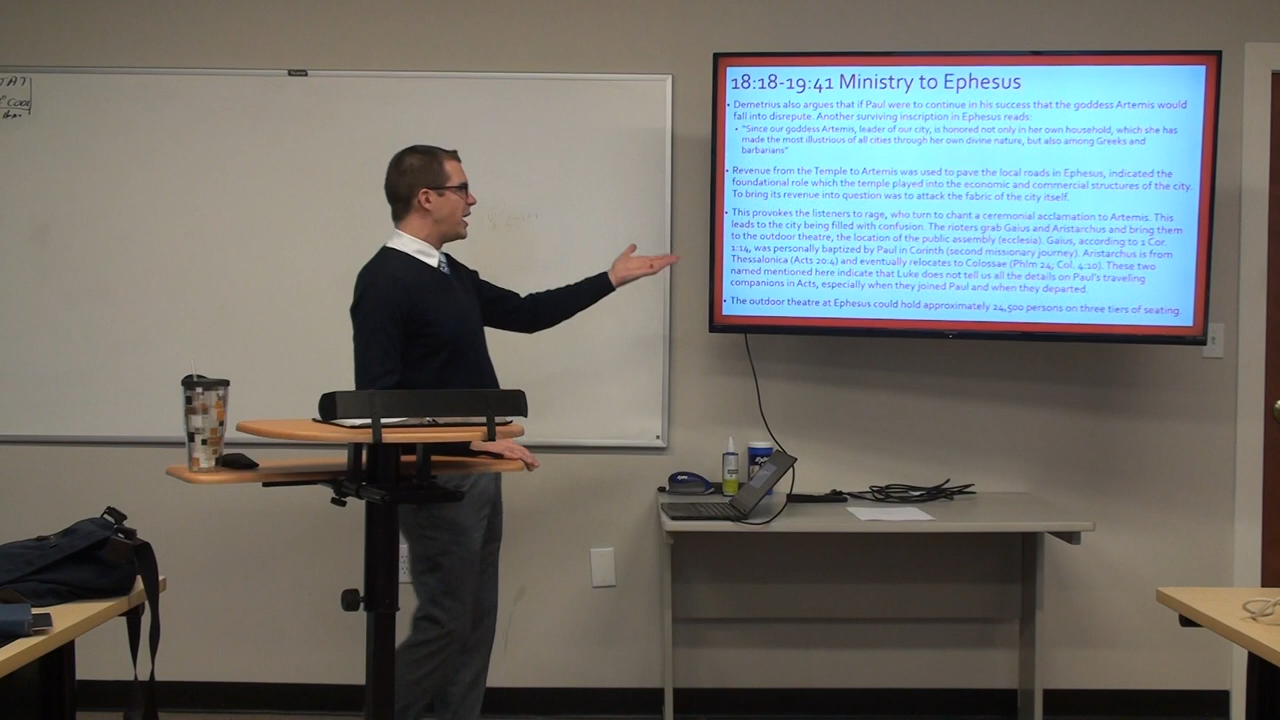 18:18-19:41 Ministry to Ephesus
• Demetrius also argues that if Paul were to continue in his success that the goddess Artemis would
fall into disrepute. Another surviving inscription in Ephesus reads:
• "Since our goddess Artemis, leader of our city, is honored not only in her own household, which she has
made the most illustrious of all cities through her own divine nature, but also among Greeks and
barbarians"
• Revenue from the Temple to Artemis was used to pave the local roads in Ephesus, indicated the
foundational role which the temple played into the economic and commercial structures of the city.
To bring its revenue into question was to attack the fabric of the city itself.
• This provokes the listeners to rage, who turn to chant a ceremonial acclamation to Artemis. This
leads to the city being filled with confusion. The rioters grab Gaius and Aristarchus and bring them
to the outdoor theatre, the location of the public assembly (ecclesia). Gaius, according to 1 Cor.
1:14, was personally baptized by Paul in Corinth (second missionary journey). Aristarchus is from
Thessalonica (Acts 20:4) and eventually relocates to Colossae (Phlm 24, Col. 4:10). These two
named mentioned here indicate that Luke does not tell us all the details on Paul's traveling
companions in Acts, especially when they joined Paul and when they departed.
• The outdoor theatre at Ephesus could hold approximately 24,500 persons on three tiers of seating.